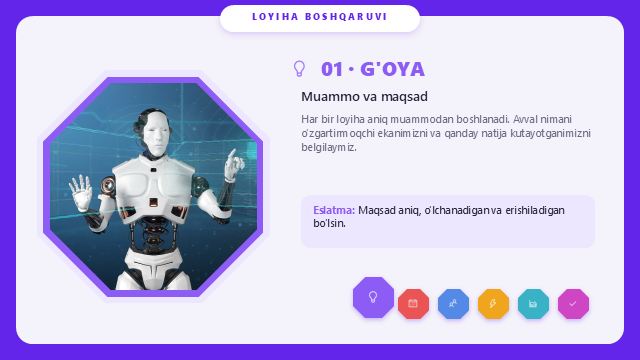 LOYIHA BOSHQARUVI
01 · G'OYA
Muammo va maqsad
Har bir loyiha aniq muammodan boshlanadi. Avval nimani
o'zgartirmoqchi ekanimizni va qanday natija kutayotganimizni
belgilaymiz.
Eslatma: Maqsad aniq, o'lchanadigan va erishiladigan
bo'lsin.